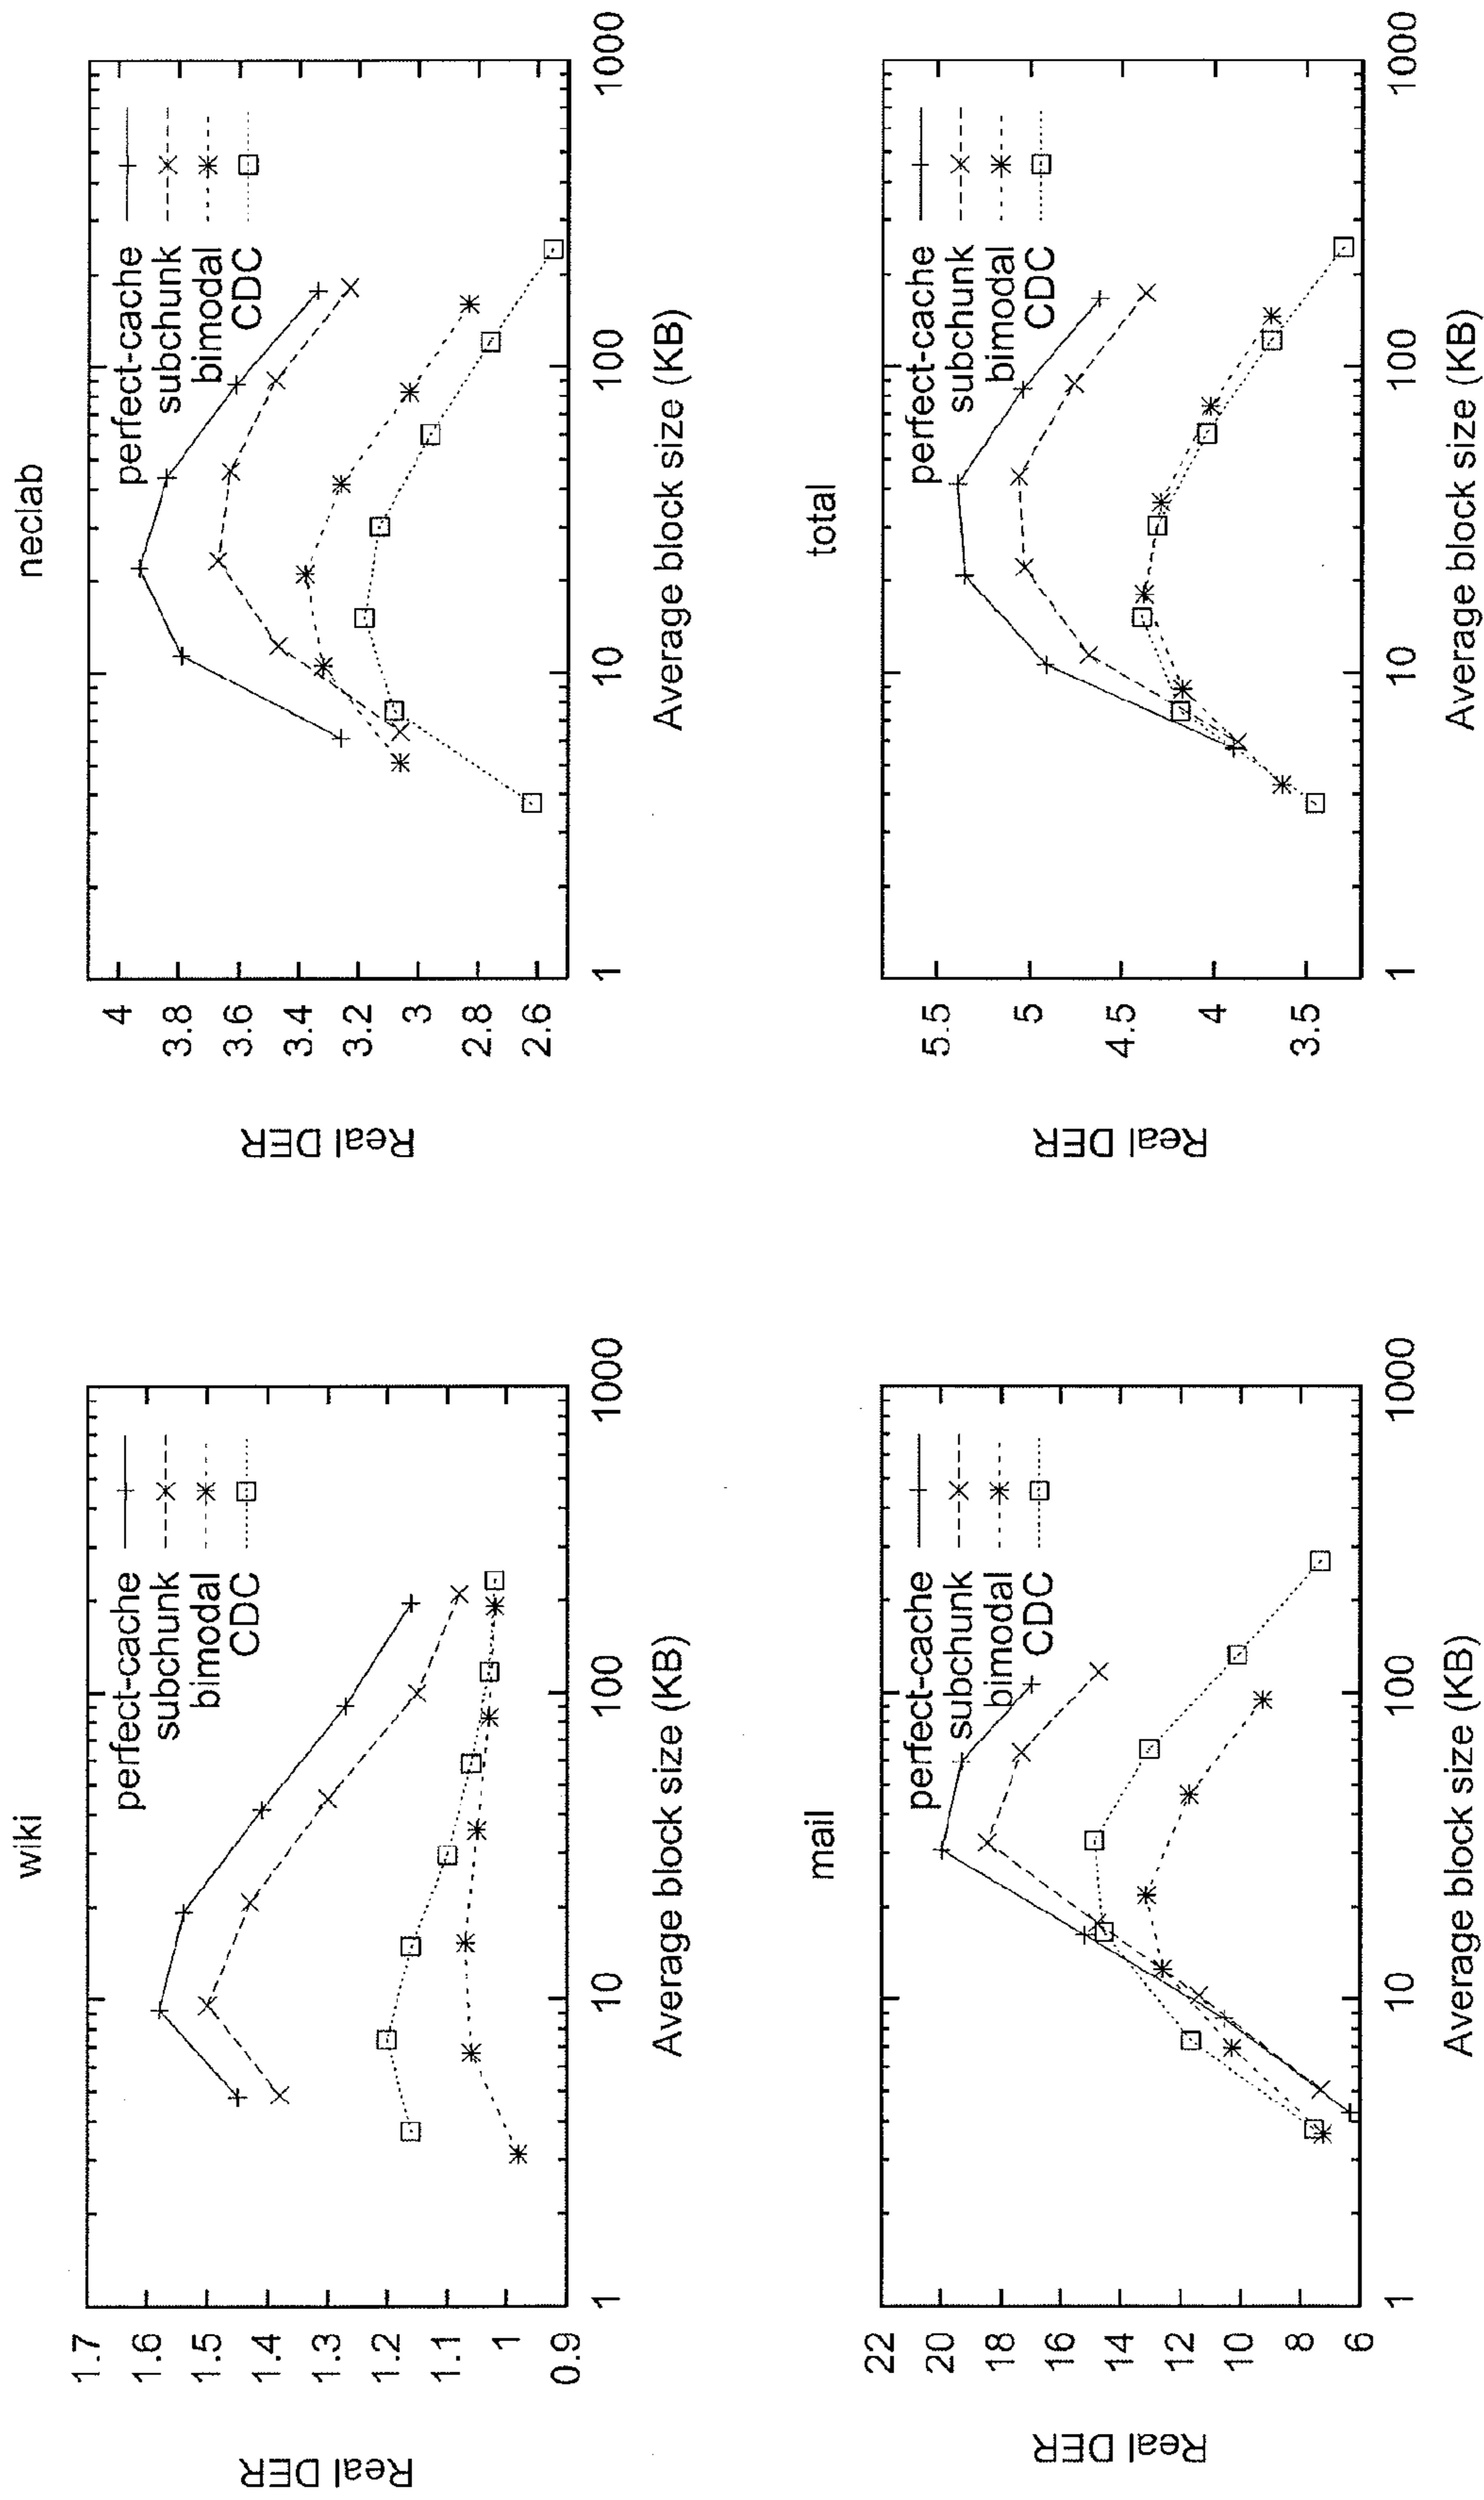 wiki
Real DER
1.7
1.6
1.5
1.4
1.3
1.2
1.1
1
0.9
perfect-cache
subchunk
bimodal
CDC
1
10
100
1000
Average block size (KB)
neclab
Real DER
4
3.8
3.6
3.4
3.2
3
2.8
2.6
perfect-cache
subchunk
bimodal
CDC
1
10
100
1000
Average block size (KB)
mail
Real DER
22
20
18
16
14
12
10
8
6
perfect-cache
subchunk
bimodal
CDC
1
10
100
1000
Average block size (KB)
total
Real DER
5.5
5
4.5
4
3.5
perfect-cache
subchunk
bimodal
CDC
1
10
100
1000
Average block size (KB)